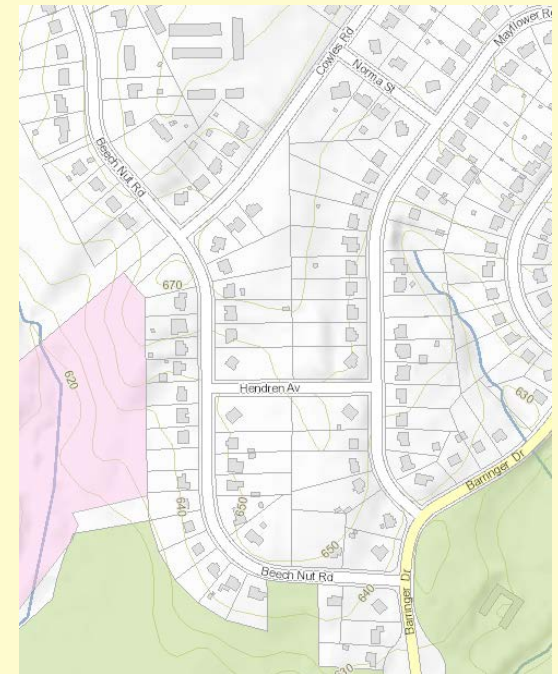 Mayflower Rd
Cowles Rd
Norma St
Beech Nut Rd
670
620
Hendren Av
630
640
650
Barringer Dr
650
Beech Nut Rd
640
Barringer Dr
630